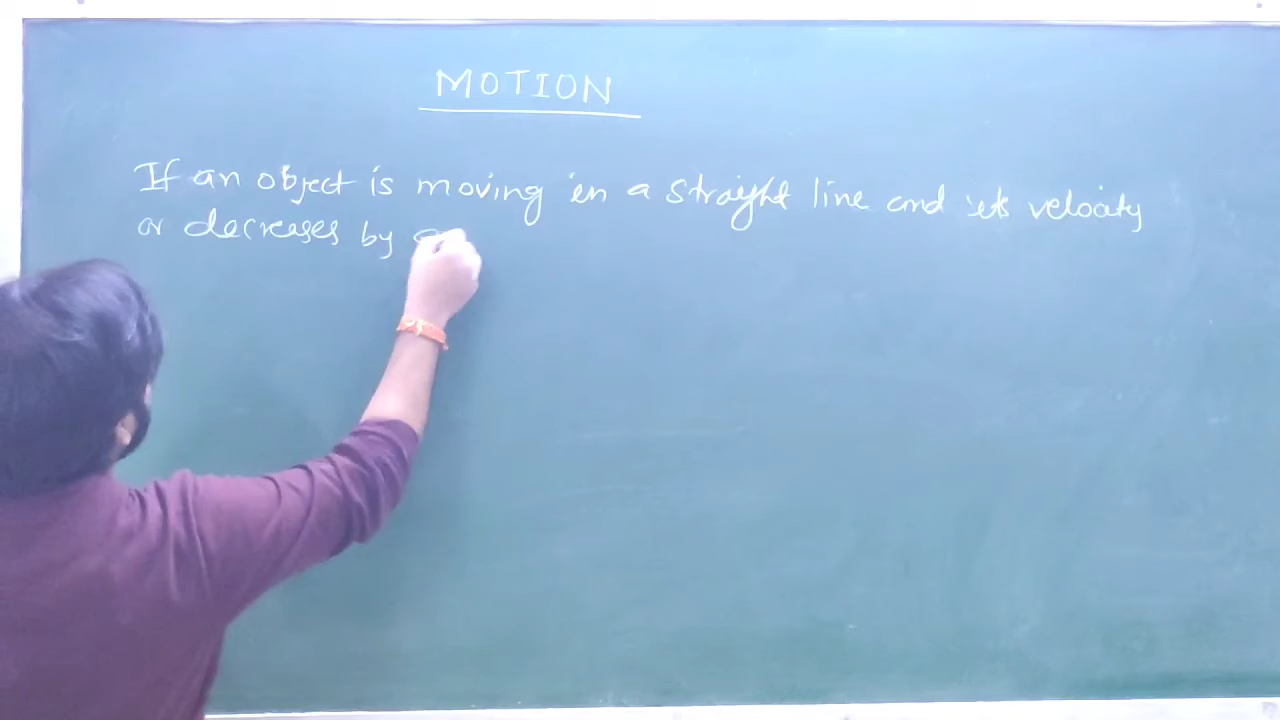 MOTION
If an object is moving in a straight line and its velocity
or decreases by